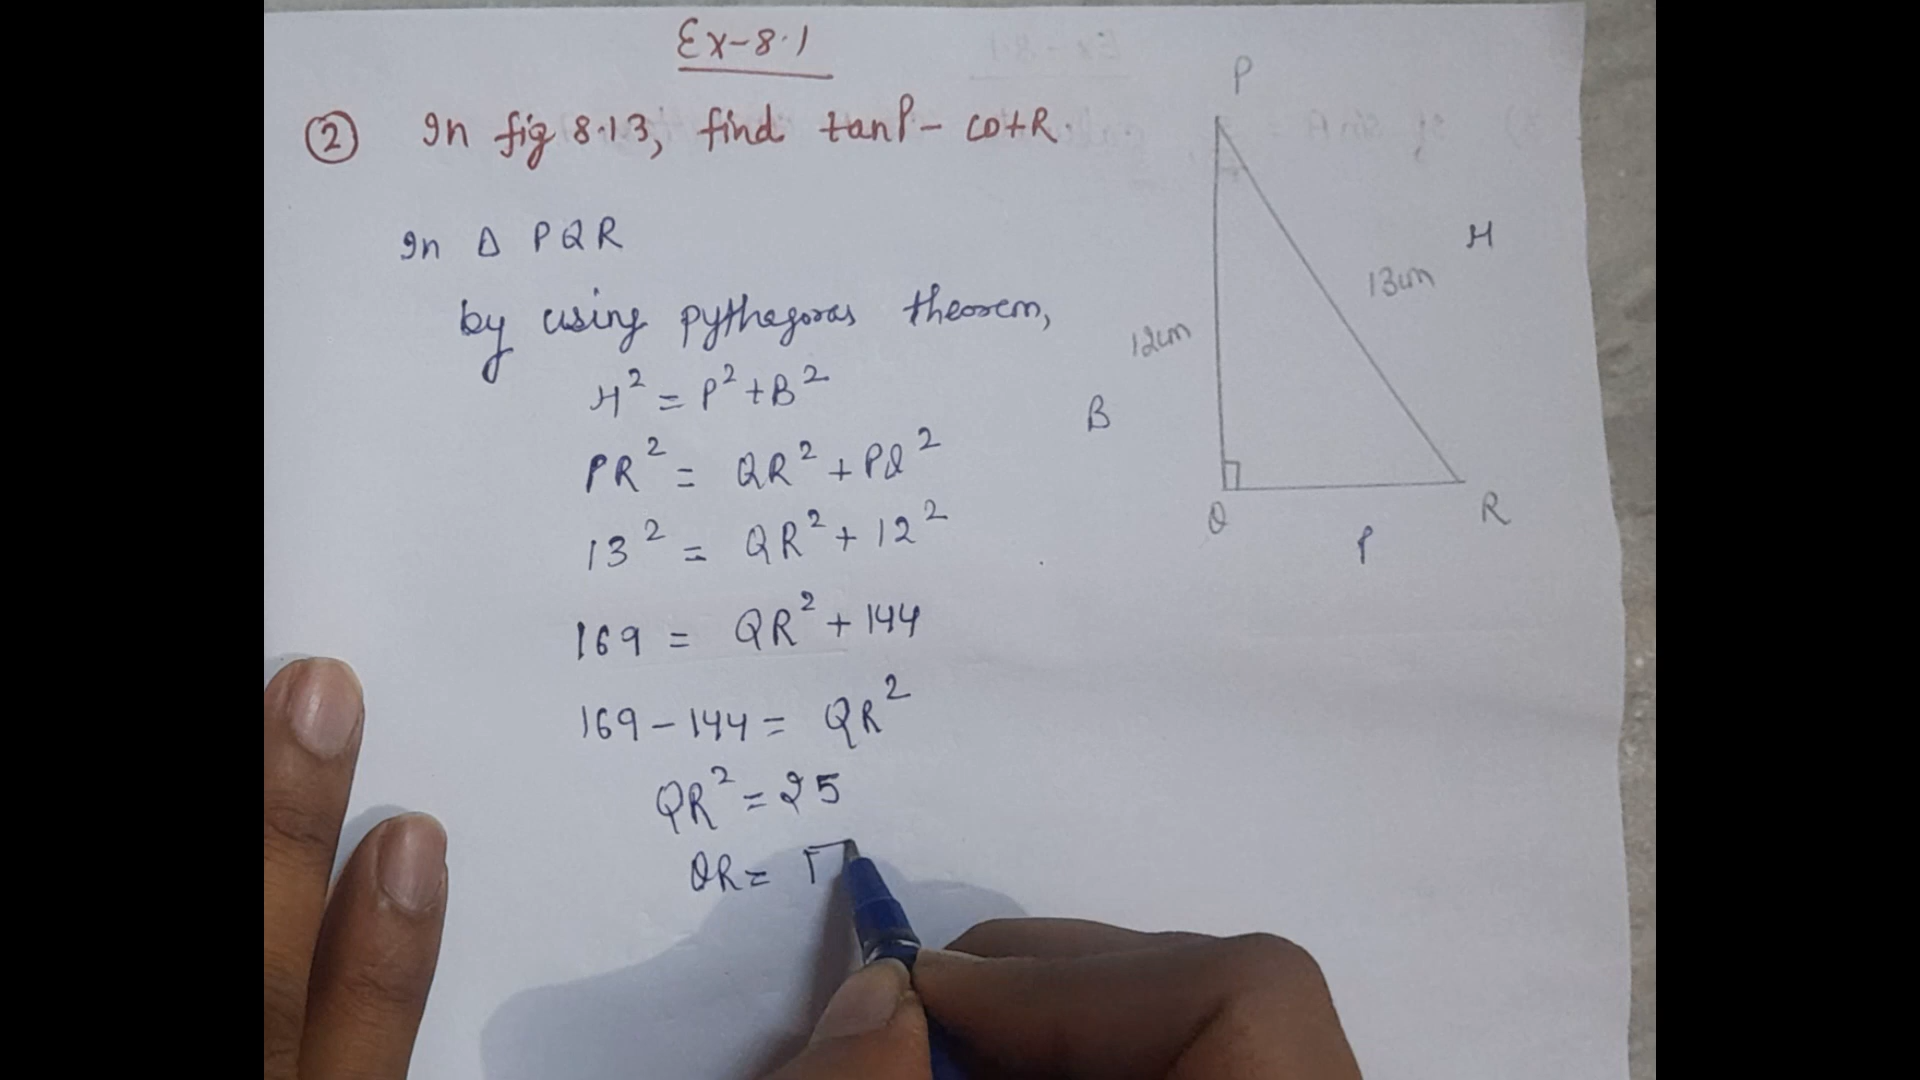 Ex-8.1
② In fig 8.13, find tanP - cotR.
In Δ PQR
by using pythagoras theorem,
H² = P² + B²
PR² = QR² + PQ²
13² = QR² + 12²
169 = QR² + 144
169 - 144 = QR²
QR² = 25
QR = √
P
H
13cm
12cm
B
Q
R
P